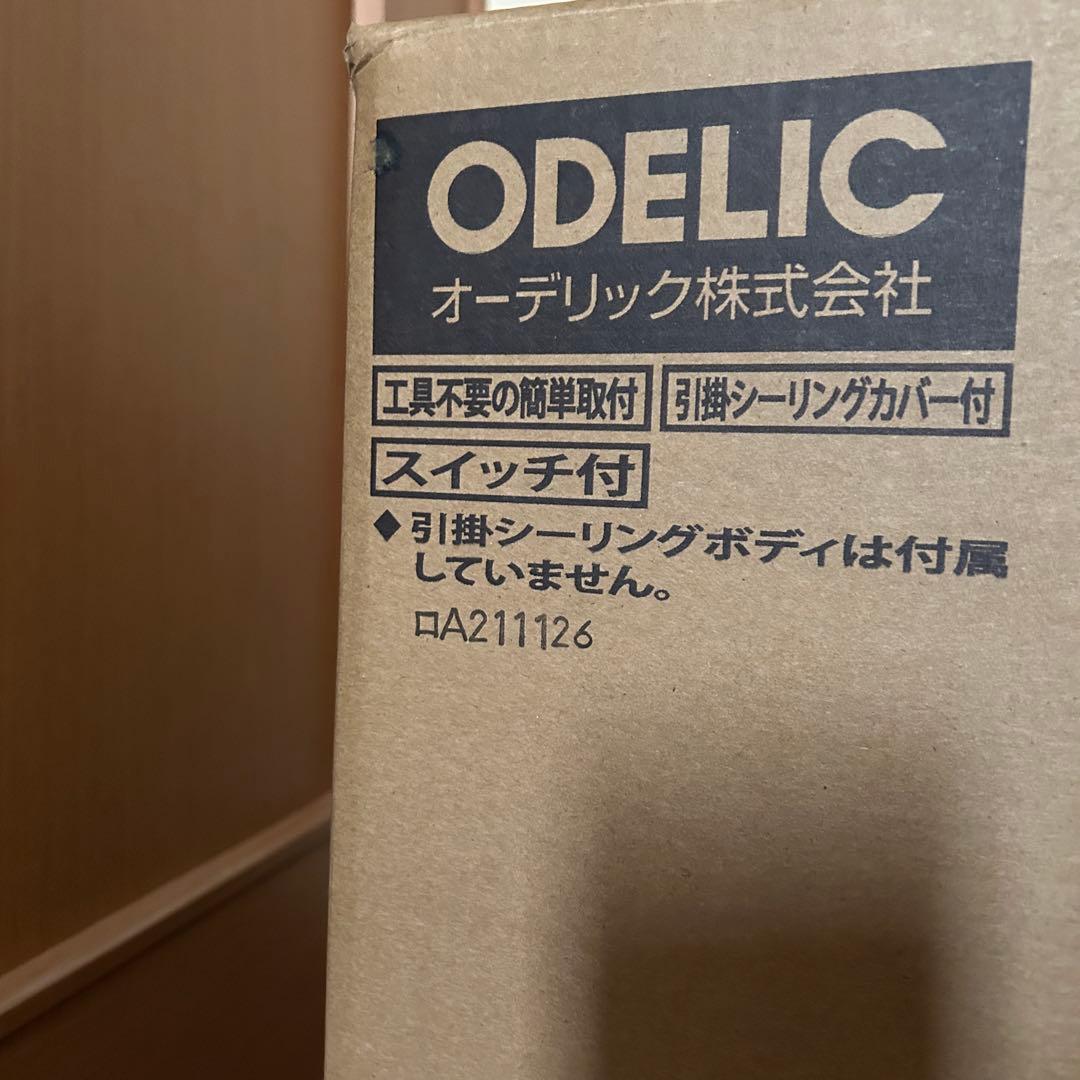 ODELIC
オーデリック株式会社
工具不要の簡単取付 引掛シーリングカバー付
スイッチ付
◆引掛シーリングボディは付属
していません。
ロA211126